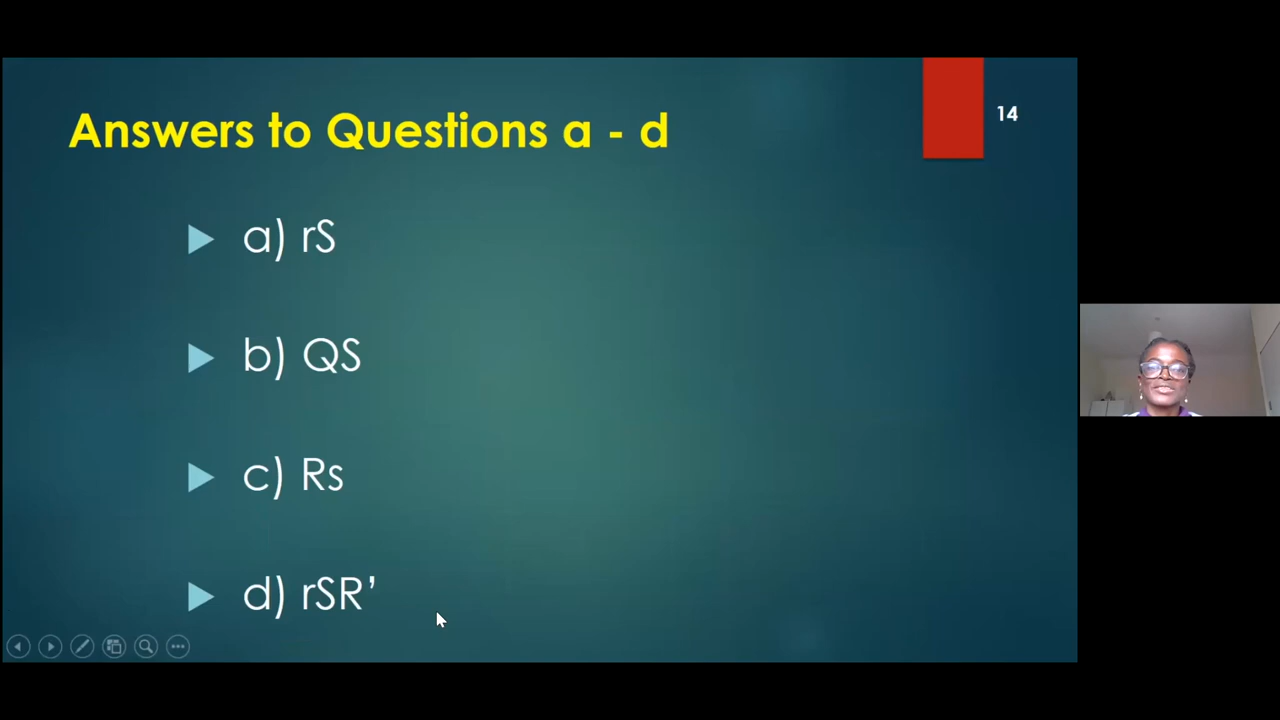 Answers to Questions a - d
14
a) rS
b) QS
c) Rs
d) rSR’